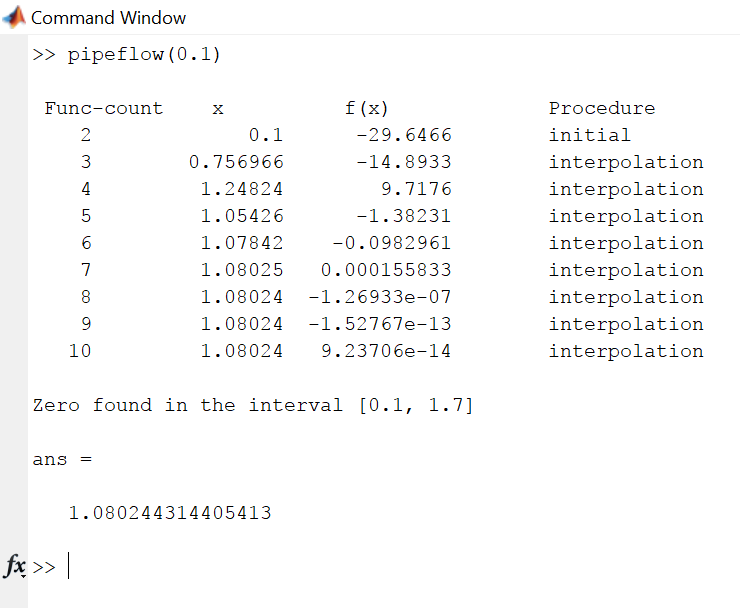 Command Window
>> pipeflow(0.1)
Func-count x f(x) Procedure
2 0.1 -29.6466 initial
3 0.756966 -14.8933 interpolation
4 1.24824 9.7176 interpolation
5 1.05426 -1.38231 interpolation
6 1.07842 -0.0982961 interpolation
7 1.08025 0.000155833 interpolation
8 1.08024 -1.26933e-07 interpolation
9 1.08024 -1.52767e-13 interpolation
10 1.08024 9.23706e-14 interpolation
Zero found in the interval [0.1, 1.7]
ans =
1.080244314405413
fx >>